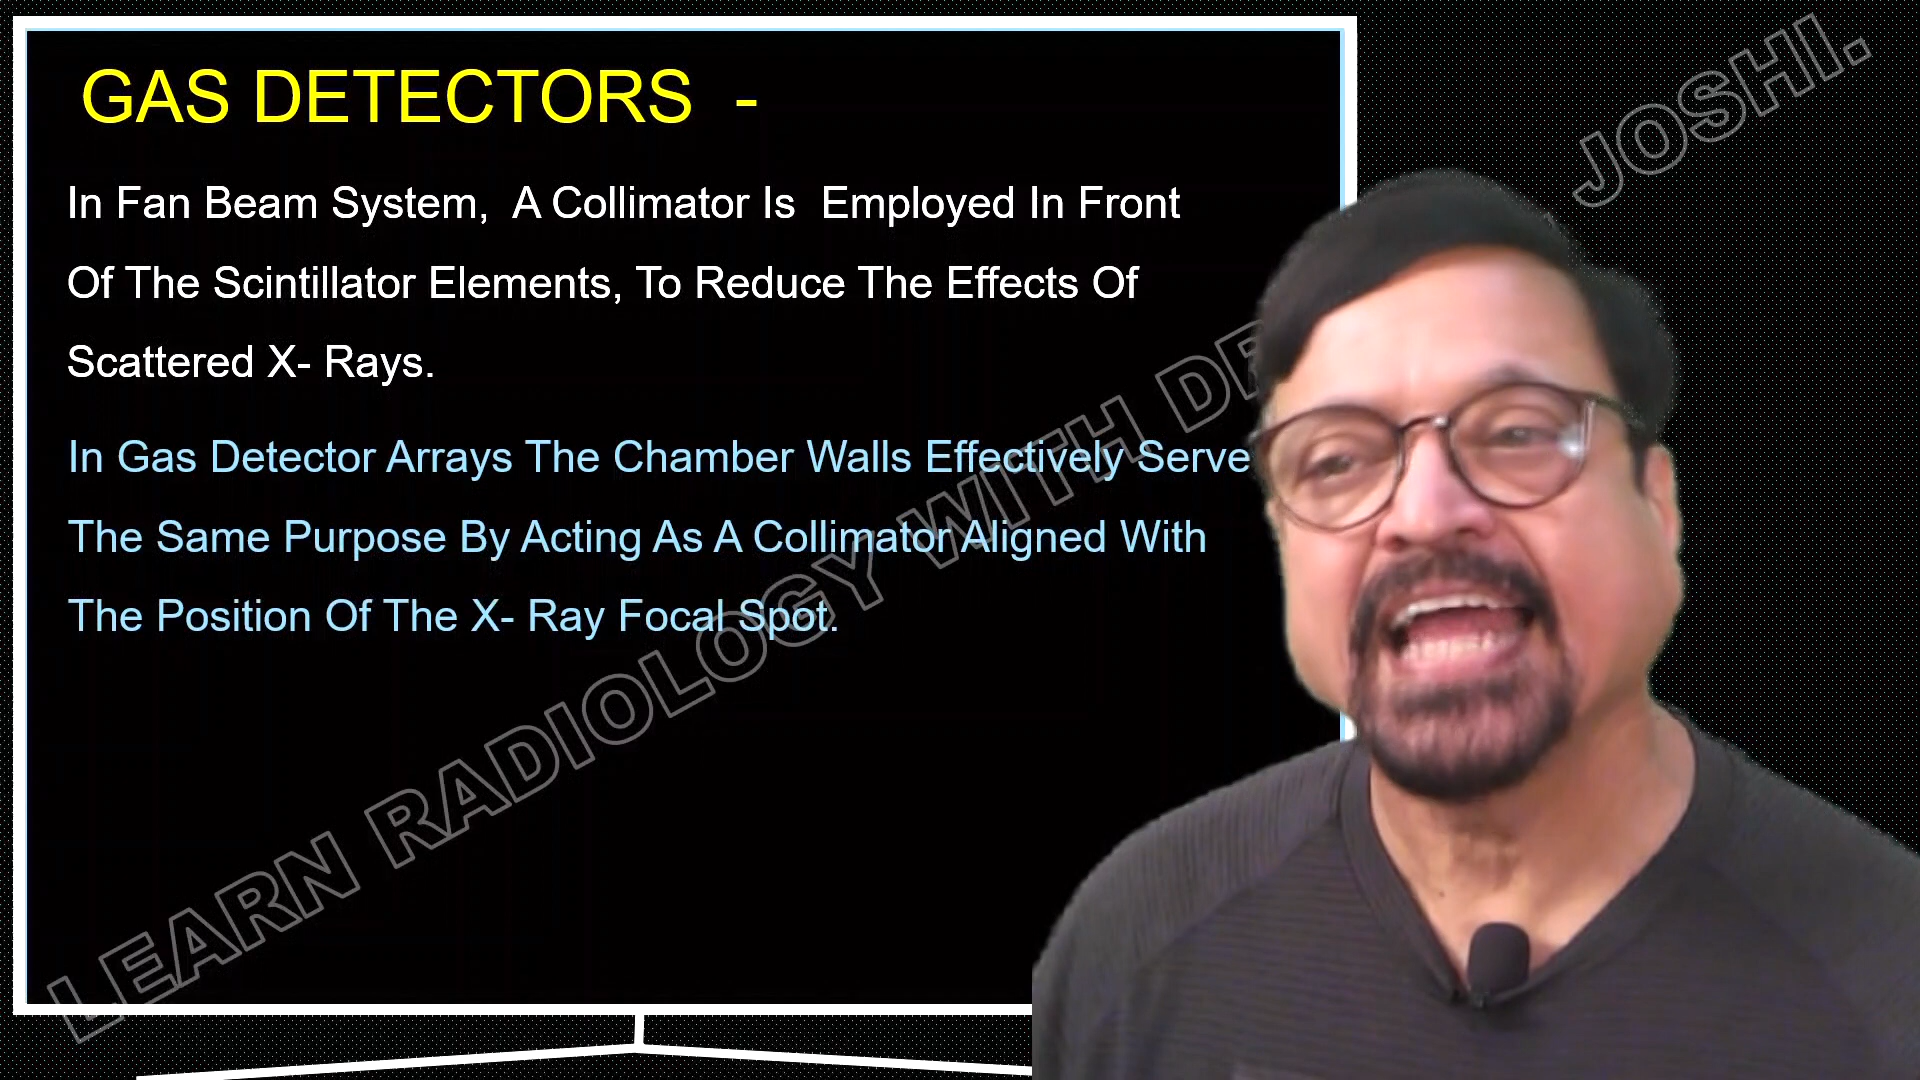 GAS DETECTORS -
In Fan Beam System, A Collimator Is Employed In Front
Of The Scintillator Elements, To Reduce The Effects Of
Scattered X- Rays.
In Gas Detector Arrays The Chamber Walls Effectively Serve
The Same Purpose By Acting As A Collimator Aligned With
The Position Of The X- Ray Focal Spot.
LEARN RADIOLOGY WITH DR JOSHI.